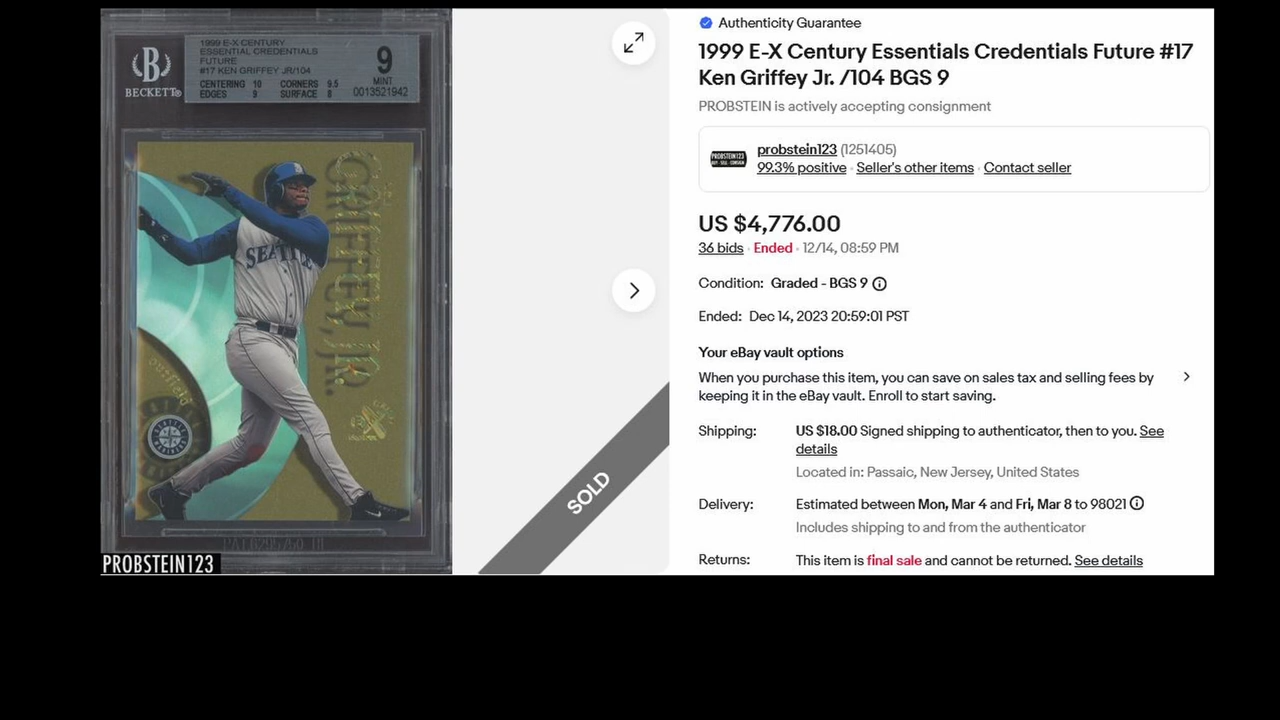 1999 E-X CENTURY
ESSENTIAL CREDENTIALS
FUTURE
#17 KEN GRIFFEY JR/104
CENTERING 10 CORNERS 9.5
EDGES 9 SURFACE 8
9
MINT
0013521942
B
BECKETT®
GRIFFEY, JR.
SEATTLE
outfield
PROBSTEIN123
SOLD
Authenticity Guarantee
1999 E-X Century Essentials Credentials Future #17
Ken Griffey Jr. /104 BGS 9
PROBSTEIN is actively accepting consignment
PROBSTEIN123
probstein123 (1251405)
99.3% positive · Seller's other items · Contact seller
US $4,776.00
36 bids · Ended · 12/14, 08:59 PM
Condition: Graded - BGS 9
Ended: Dec 14, 2023 20:59:01 PST
Your eBay vault options
When you purchase this item, you can save on sales tax and selling fees by
keeping it in the eBay vault. Enroll to start saving.
Shipping: US $18.00 Signed shipping to authenticator, then to you. See
details
Located in: Passaic, New Jersey, United States
Delivery: Estimated between Mon, Mar 4 and Fri, Mar 8 to 98021
Includes shipping to and from the authenticator
Returns: This item is final sale and cannot be returned. See details